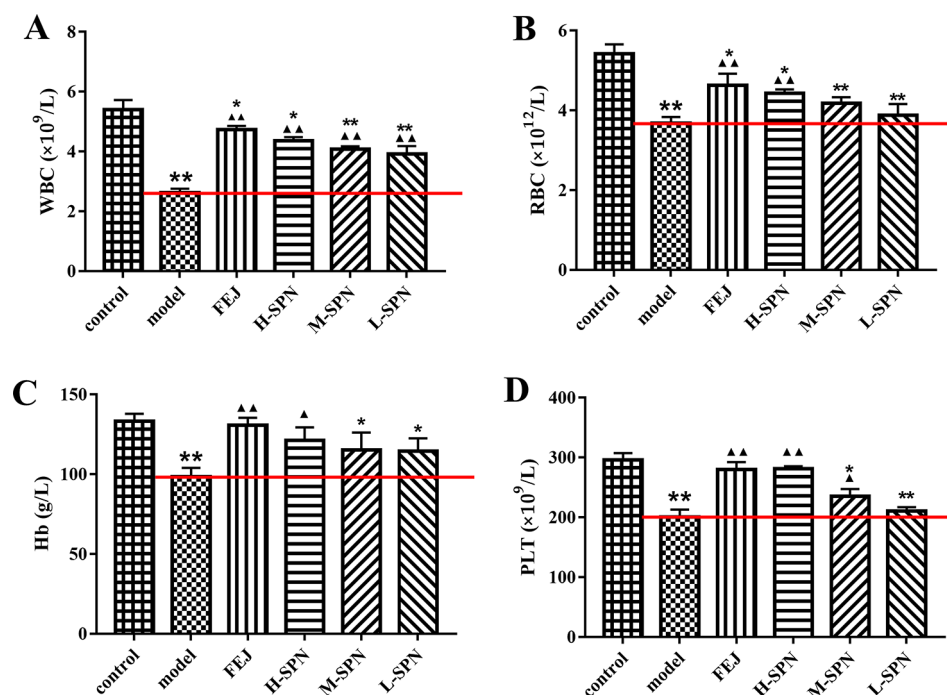 A
WBC (×10⁹/L)
8
6
4
2
0
**
*
▲▲
*
▲▲
**
▲▲
**
▲▲
control
model
FEJ
H-SPN
M-SPN
L-SPN
B
RBC (×10¹²/L)
6
4
2
0
**
*
▲▲
*
▲▲
**
**
control
model
FEJ
H-SPN
M-SPN
L-SPN
C
Hb (g/L)
150
100
50
0
**
▲▲
▲
*
*
control
model
FEJ
H-SPN
M-SPN
L-SPN
D
PLT (×10⁹/L)
400
300
200
100
0
**
▲▲
▲▲
*
▲
**
control
model
FEJ
H-SPN
M-SPN
L-SPN